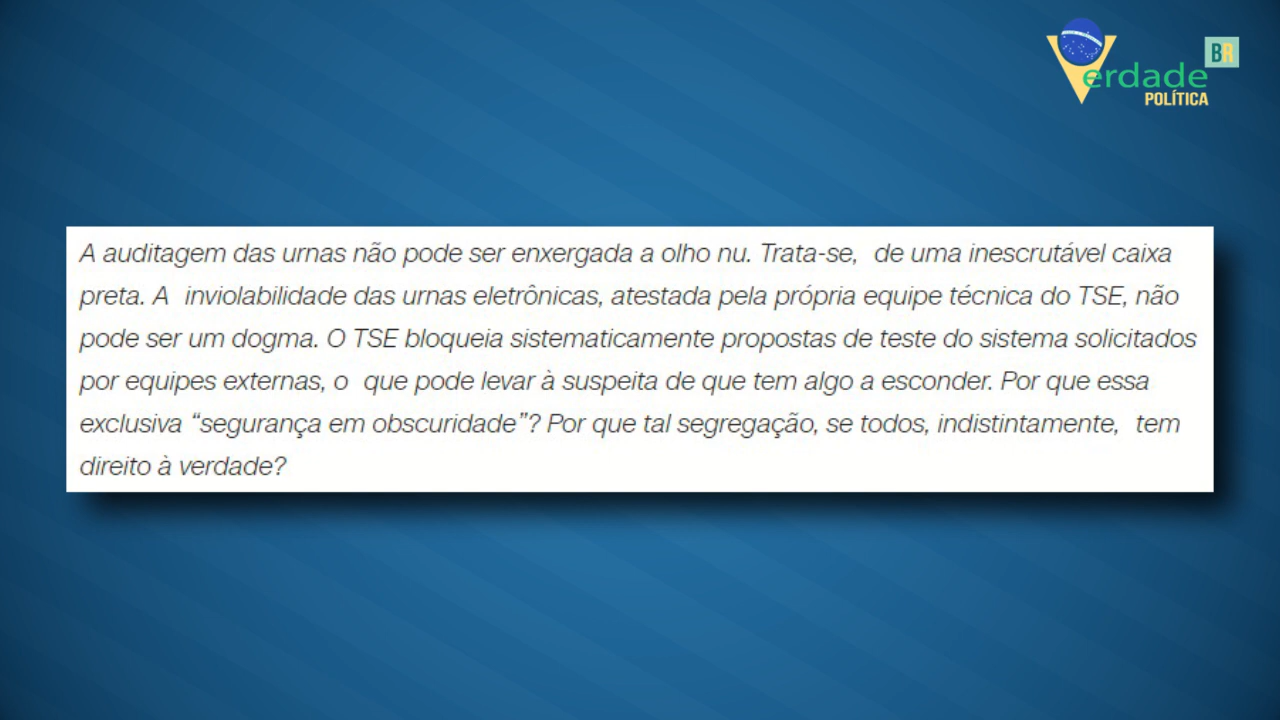 Verdade
BR
POLÍTICA
A auditagem das urnas não pode ser enxergada a olho nu. Trata-se, de uma inescrutável caixa
preta. A inviolabilidade das urnas eletrônicas, atestada pela própria equipe técnica do TSE, não
pode ser um dogma. O TSE bloqueia sistematicamente propostas de teste do sistema solicitados
por equipes externas, o que pode levar à suspeita de que tem algo a esconder. Por que essa
exclusiva “segurança em obscuridade”? Por que tal segregação, se todos, indistintamente, tem
direito à verdade?